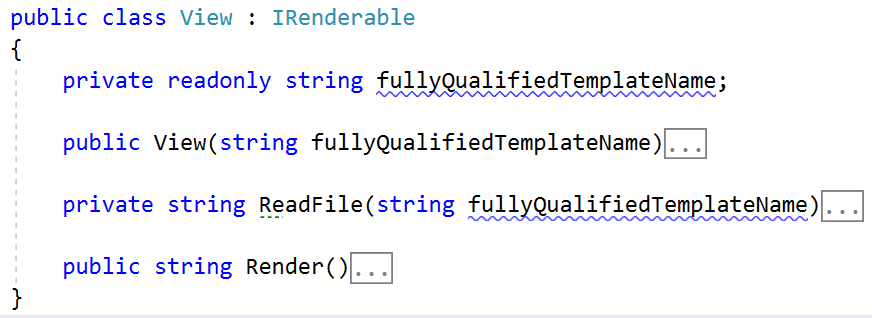 public class View : IRenderable
{
private readonly string fullyQualifiedTemplateName;
public View(string fullyQualifiedTemplateName)...
private string ReadFile(string fullyQualifiedTemplateName)...
public string Render()...
}